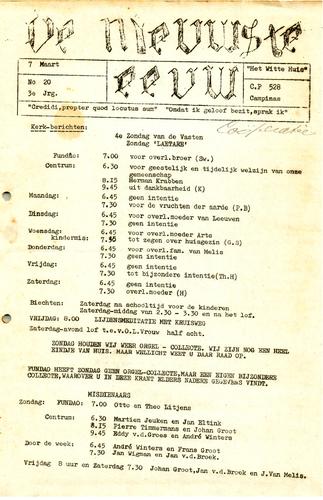 De Nieuwste
eeuw
7 Maart
No 20
3e Jrg.
"Het Witte Huis"
C.P 528
Campinas
"Credidi,propter quod locutus sum" "Omdat ik geloof bezit,sprak ik"
Kerk-berichten:
4e Zondag van de Vasten
Zondag 'LAETARE'
Fundão: 7.00 voor overl.broer (Sw.)
Centrum: 6.30 voor geestelijk en tijdelijk welzijn van onze
gemeenschap
8.15 Herman Krabben
9.45 uit dankbaarheid (K)
Maandag: 6.45 geen intentie
7.30 voor de vruchten der aarde (P.B)
Dinsdag: 6.45 voor overl.moeder van Leeuven
7.30 geen intentie
Woensdag: 6.45 voor overl.moeder Arts
kindermis: 7.30 tot zegen over huisgezin (G.S)
Donderdag: 6.45 voor overl.fam. van Melis
7.30 geen intentie
Vrijdag: 6.45 geen intentie
7.30 tot bijzondere intentie(Th.H)
Zaterdag: 6.45 geen intentie
7.30 overl.moeder (H)
Biechten: Zaterdag na schooltijd voor de kinderen
Zaterdag-middag van 2.30 - 3.30 en na het lof.
VRIJDAG: 8.00 LIJDENSMEDITATIE MET KRUISWEG
Zaterdag-avond lof t.e.v.O.L.Vrouw half acht.
ZONDAG HOUDEN WIJ WEER ORGEL - COLLECTE. WIJ ZIJN NOG EEN HEEL
EINDJE VAN HUIS. MAAR WELLICHT WEET U DAAR RAAD OP.
FUNDAO HEEFT ZONDAG GEEN ORGEL-COLLECTE,MAAR EEN EIGEN BIJZONDERE
COLLECTE,WAAROVER U IN DEZE KRANT ELDERS NADERE GEGEVENS VINDT.
MISDIENAARS
Zondag: FUNDAO: 7.00 Otto en Theo Litjens
Centrum: 6.30 Martien Jeuken en Jan Eltink
8.15 Pierre Timmermans en Johan Groot
9.45 Eddy v.d.Groes en André Winters
Door de week: 6.45 André Winters en Frans Groot
7.30 Jan Wigman en Jan v.d.Broek.
Vrijdag 8 uur en Zaterdag 7.30 Johan Groot,Jan v.d.Broek en J.Van Melis.